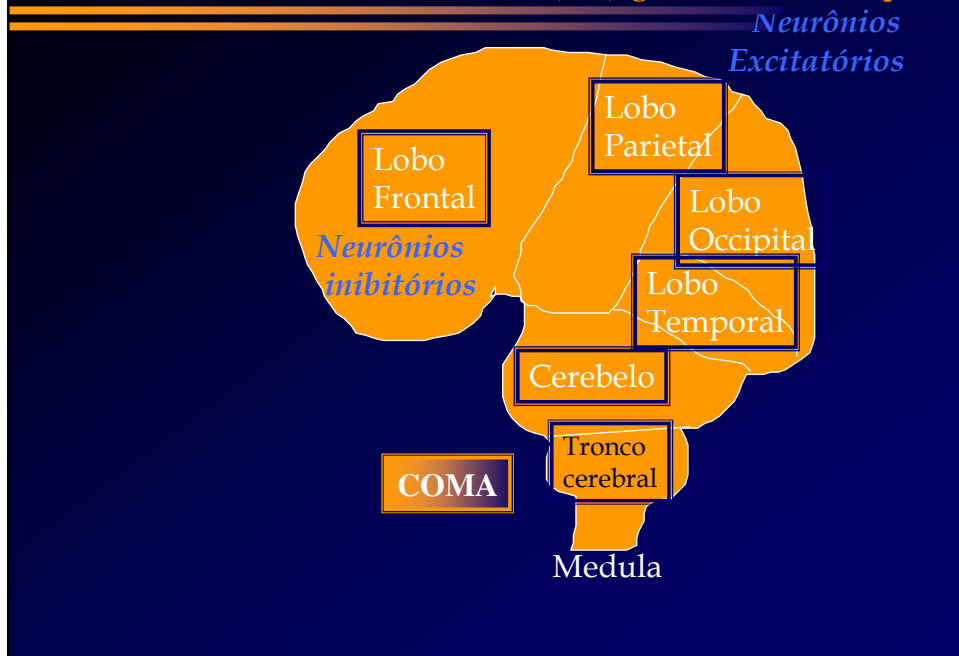 Neurônios
Excitatórios
Lobo
Parietal
Lobo
Frontal
Lobo
Occipital
Neurônios
inibitórios
Lobo
Temporal
Cerebelo
Tronco
cerebral
COMA
Medula